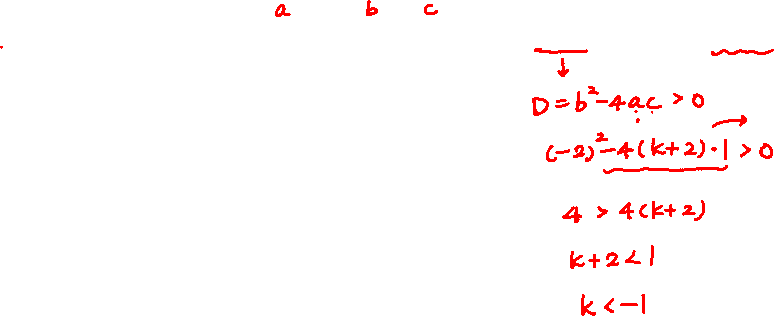 a b c
D=b²-4ac>0
(-2)²-4(k+2)·1>0
4>4(k+2)
k+2<1
k<-1